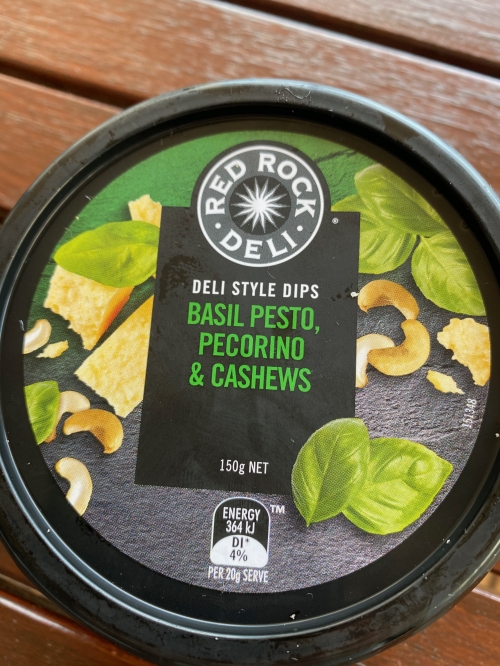 RED ROCK
DELI
®
DELI STYLE DIPS
BASIL PESTO,
PECORINO
& CASHEWS
161348
150g NET
ENERGY
364 kJ
DI*
4%
TM
PER 20g SERVE